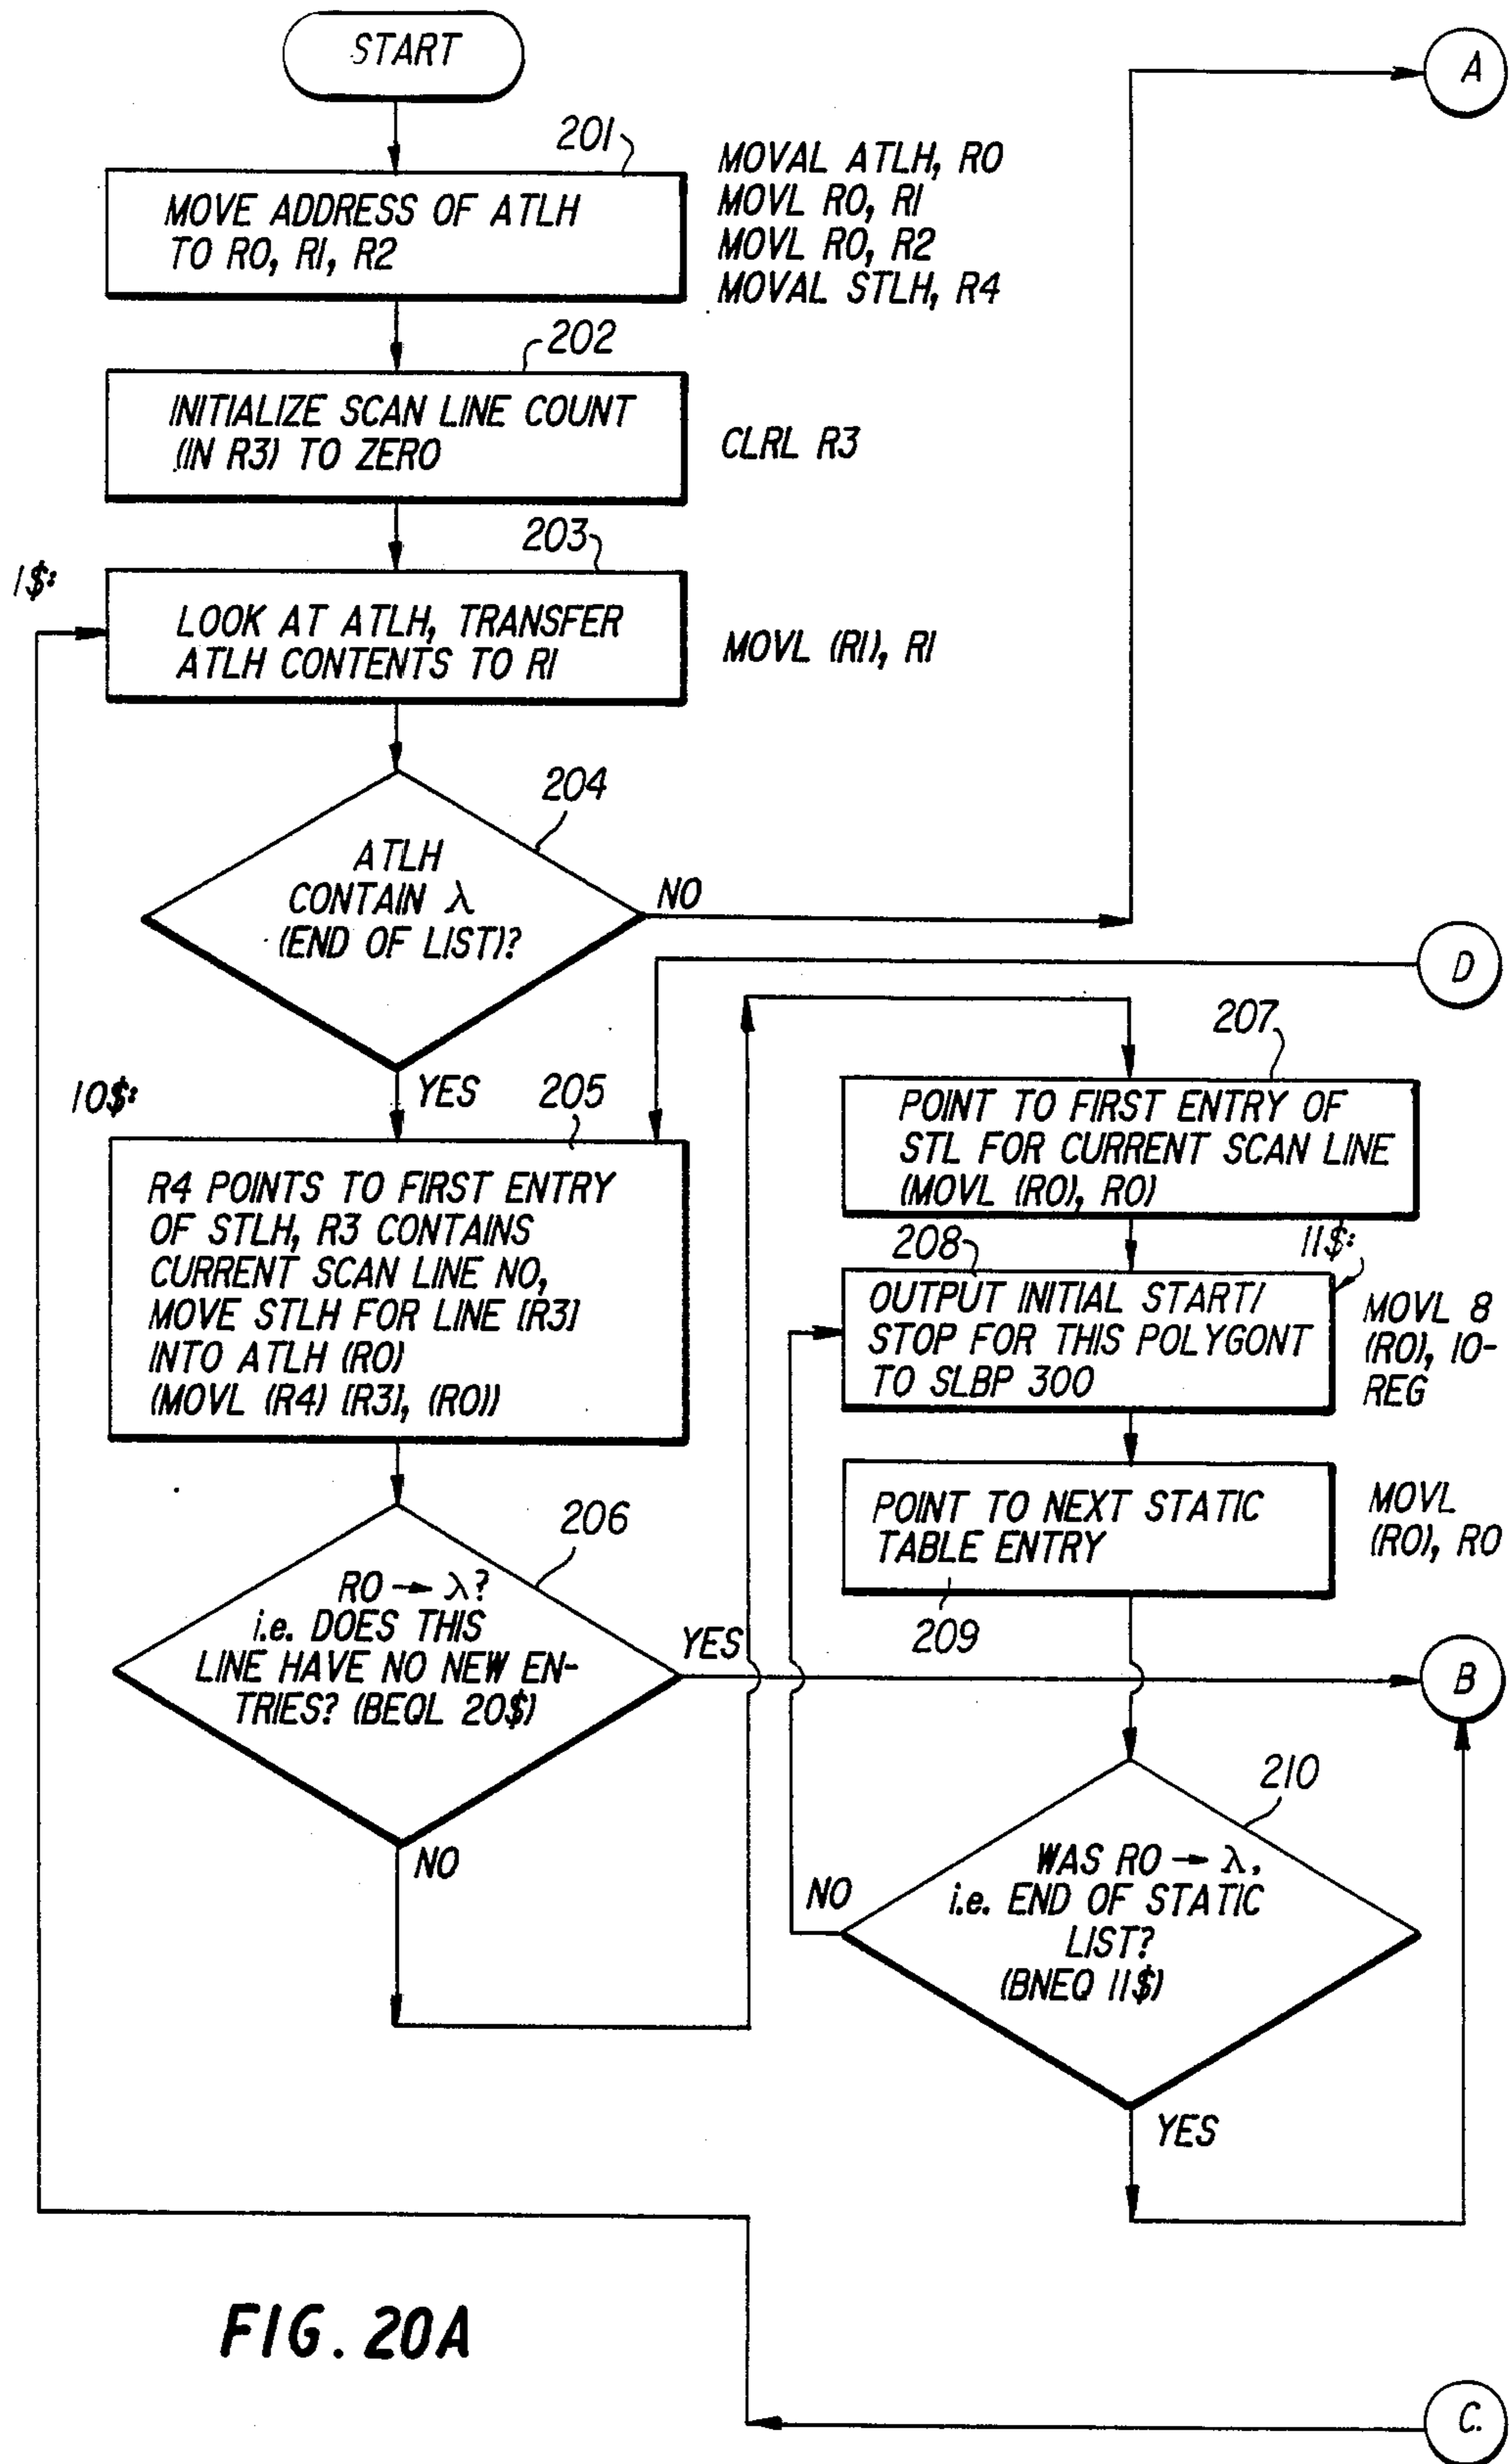 START
A
201
MOVE ADDRESS OF ATLH
TO R0, R1, R2
MOVAL ATLH, R0
MOVL R0, R1
MOVL R0, R2
MOVAL STLH, R4
202
INITIALIZE SCAN LINE COUNT
(IN R3) TO ZERO
CLRL R3
203
1$:
LOOK AT ATLH, TRANSFER
ATLH CONTENTS TO R1
MOVL (R1), R1
204
ATLH
CONTAIN λ
(END OF LIST)?
NO
YES
D
10$:
205
R4 POINTS TO FIRST ENTRY
OF STLH, R3 CONTAINS
CURRENT SCAN LINE NO,
MOVE STLH FOR LINE [R3]
INTO ATLH (R0)
(MOVL (R4) [R3], (R0))
206
R0 → λ?
i.e. DOES THIS
LINE HAVE NO NEW EN-
TRIES? (BEQL 20$)
YES
NO
207
POINT TO FIRST ENTRY OF
STL FOR CURRENT SCAN LINE
(MOVL (R0), R0)
208
11$:
OUTPUT INITIAL START/
STOP FOR THIS POLYGONT
TO SLBP 300
MOVL 8
(R0), 10-
REG
POINT TO NEXT STATIC
TABLE ENTRY
209
MOVL
(R0), R0
B
210
WAS R0 → λ,
i.e. END OF STATIC
LIST?
(BNEQ 11$)
NO
YES
FIG. 20A
C.